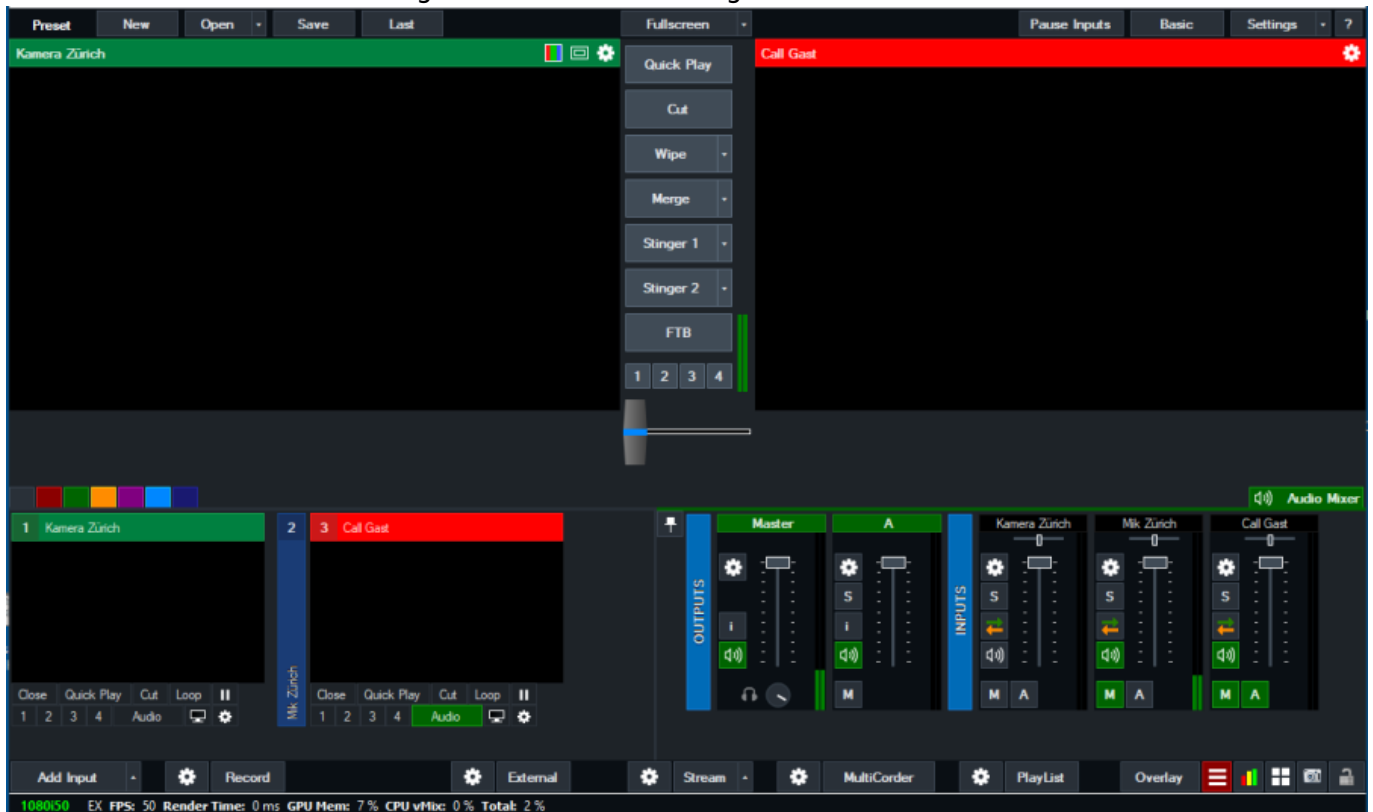 Preset New Open Save Last Fullscreen Pause Inputs Basic Settings ?
Kamera Zürich
Call Gast
Quick Play
Cut
Wipe
Merge
Stinger 1
Stinger 2
FTB
1 2 3 4
Audio Mixer
1 Kamera Zürich
2 Mik Zürich
3 Call Gast
Close Quick Play Cut Loop
1 2 3 4 Audio
Close Quick Play Cut Loop
1 2 3 4 Audio
OUTPUTS
Master
i
A
S
i
M
INPUTS
Kamera Zürich
S
M A
Mik Zürich
S
M A
Call Gast
S
M A
Add Input Record External Stream MultiCorder PlayList Overlay
1080i50 EX FPS: 50 Render Time: 0 ms GPU Mem: 7 % CPU vMix: 0 % Total: 2 %